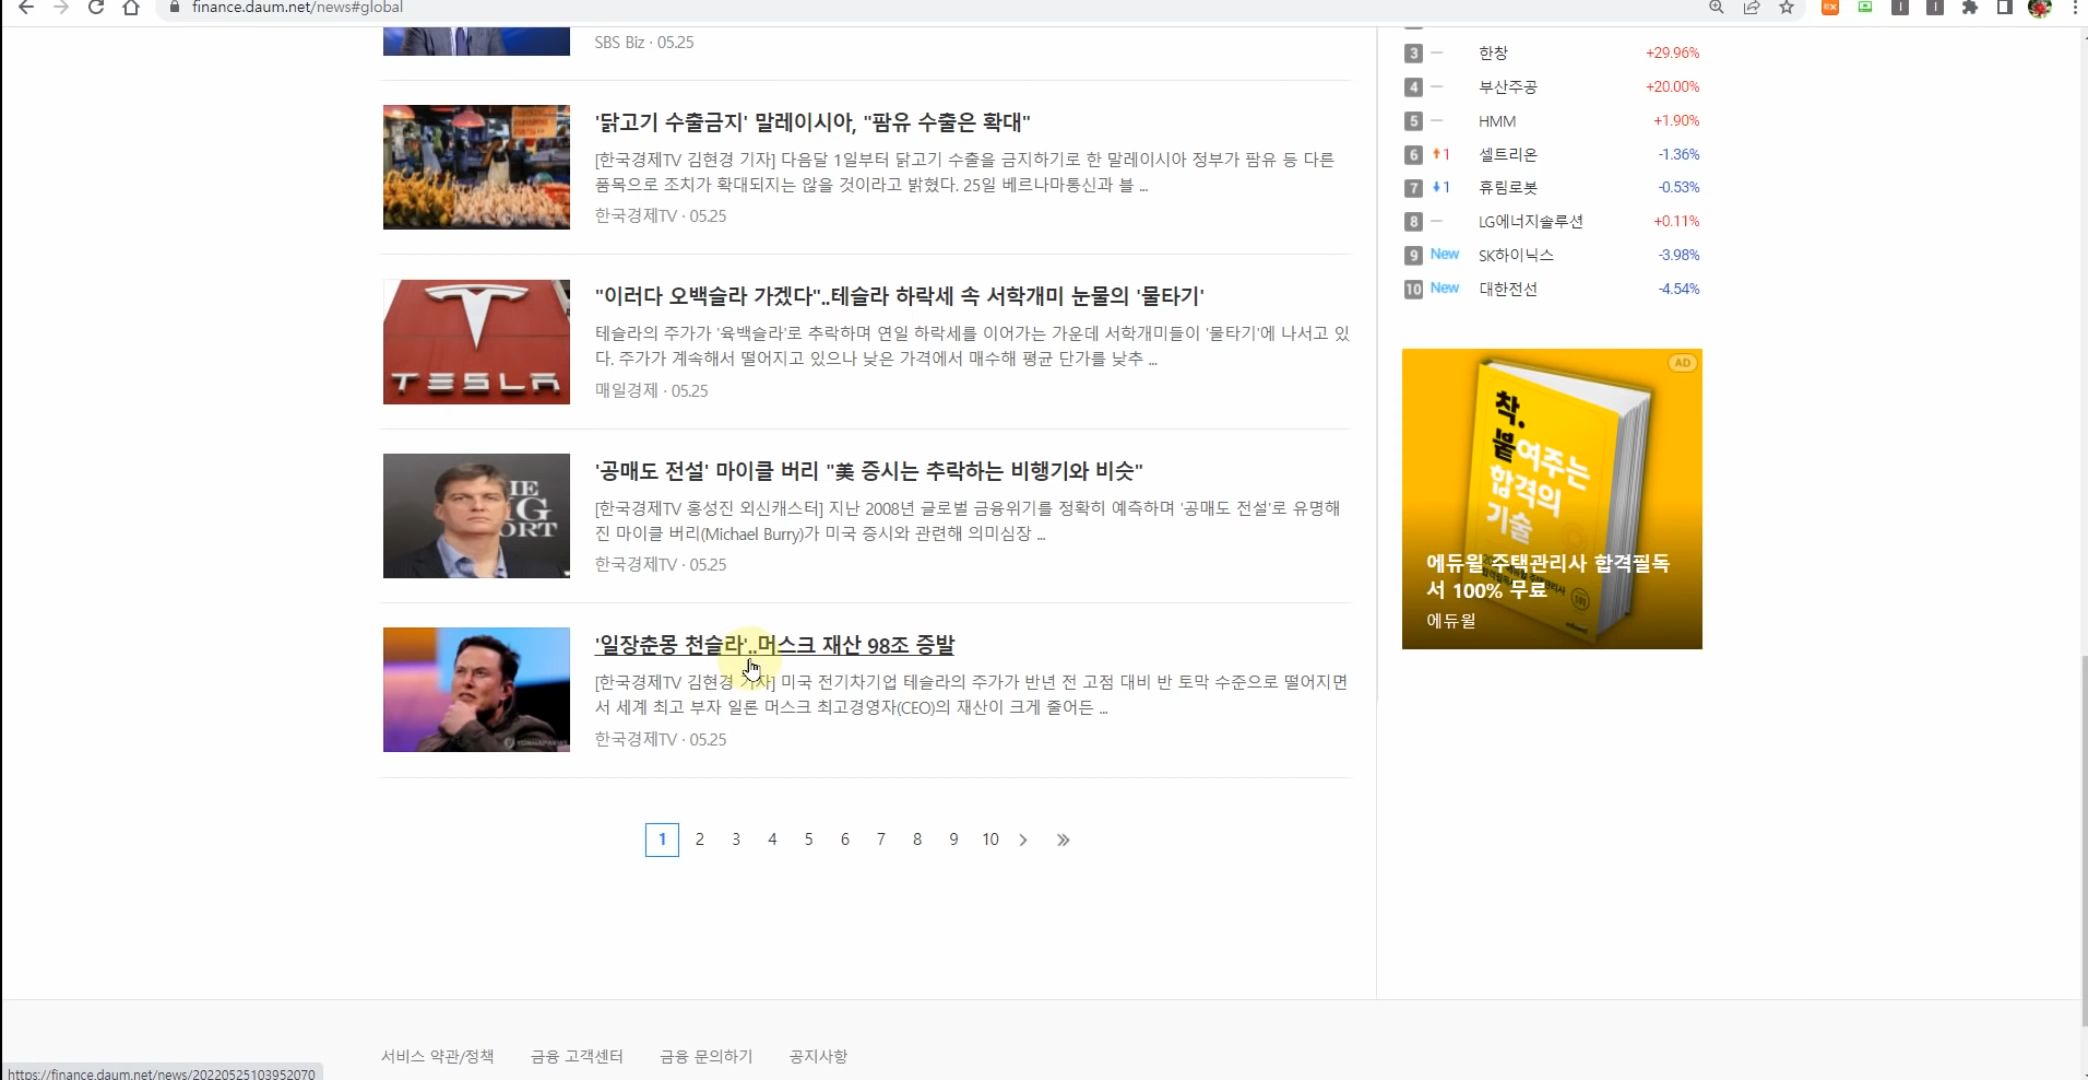 finance.daum.net/news#global
SBS Biz · 05.25
'닭고기 수출금지' 말레이시아, "팜유 수출은 확대"
[한국경제TV 김현경 기자] 다음달 1일부터 닭고기 수출을 금지하기로 한 말레이시아 정부가 팜유 등 다른
품목으로 조치가 확대되지는 않을 것이라고 밝혔다. 25일 베르나마통신과 블 ...
한국경제TV · 05.25
TESLA
"이러다 오백슬라 가겠다"..테슬라 하락세 속 서학개미 눈물의 '물타기'
테슬라의 주가가 '육백슬라'로 추락하며 연일 하락세를 이어가는 가운데 서학개미들이 '물타기'에 나서고 있
다. 주가가 계속해서 떨어지고 있으나 낮은 가격에서 매수해 평균 단가를 낮추 ...
매일경제 · 05.25
'공매도 전설' 마이클 버리 "美 증시는 추락하는 비행기와 비슷"
[한국경제TV 홍성진 외신캐스터] 지난 2008년 글로벌 금융위기를 정확히 예측하며 '공매도 전설'로 유명해
진 마이클 버리(Michael Burry)가 미국 증시와 관련해 의미심장 ...
한국경제TV · 05.25
'일장춘몽 천슬라'..머스크 재산 98조 증발
[한국경제TV 김현경 기자] 미국 전기차기업 테슬라의 주가가 반년 전 고점 대비 반 토막 수준으로 떨어지면
서 세계 최고 부자 일론 머스크 최고경영자(CEO)의 재산이 크게 줄어든 ...
한국경제TV · 05.25
1 2 3 4 5 6 7 8 9 10
3 한창 +29.96%
4 부산주공 +20.00%
5 HMM +1.90%
6 1 셀트리온 -1.36%
7 1 휴림로봇 -0.53%
8 LG에너지솔루션 +0.11%
9 New SK하이닉스 -3.98%
10 New 대한전선 -4.54%
AD
착.
붙여주는
합격의
기술
에듀윌 주택관리사 합격필독
서 100% 무료
에듀윌
서비스 약관/정책 금융 고객센터 금융 문의하기 공지사항
https://finance.daum.net/news/20220525103952070